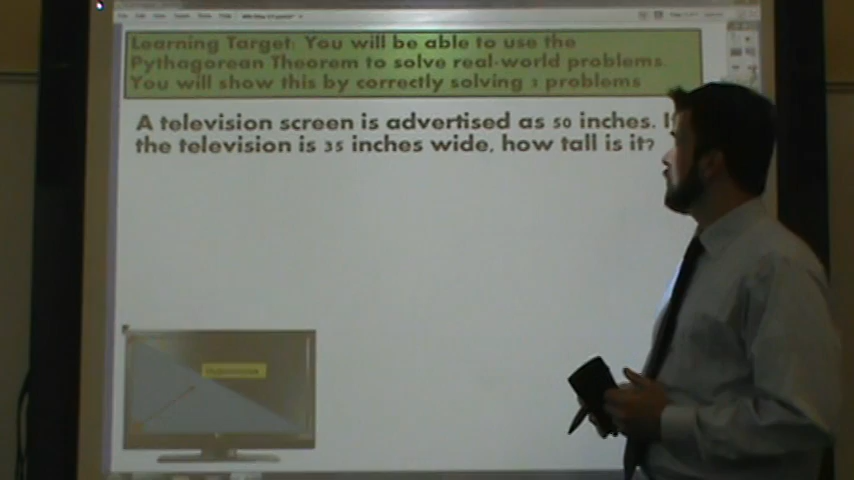 Learning Target: You will be able to use the
Pythagorean Theorem to solve real-world problems.
You will show this by correctly solving 2 problems
A television screen is advertised as 50 inches. If
the television is 35 inches wide, how tall is it?